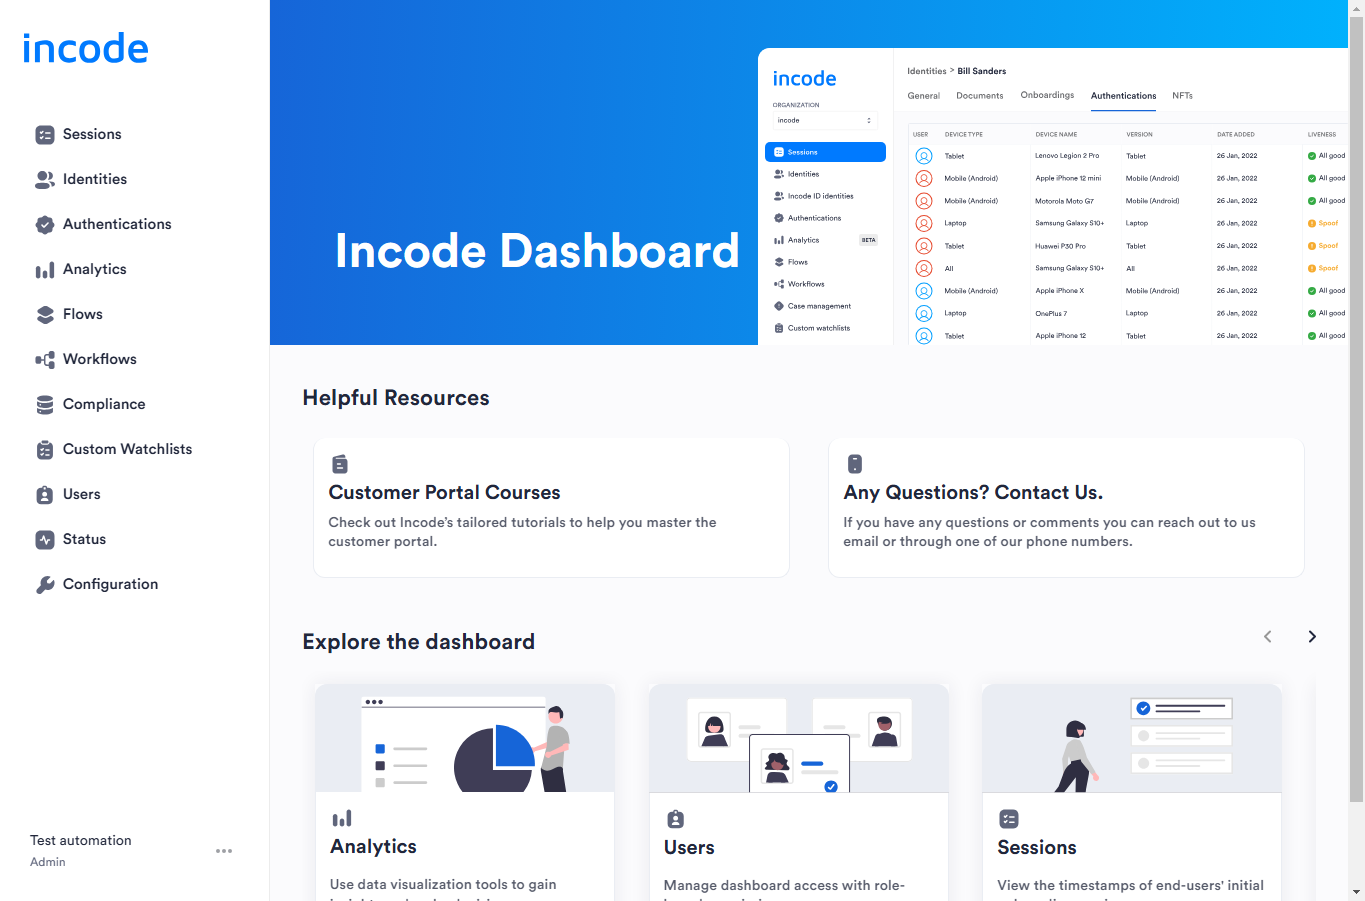 incode
Sessions
Identities
Authentications
Analytics
Flows
Workflows
Compliance
Custom Watchlists
Users
Status
Configuration
Test automation
Admin
Incode Dashboard
incode
ORGANIZATION
incode
Sessions
Identities
Incode ID identities
Authentications
Analytics BETA
Flows
Workflows
Case management
Custom watchlists
Identities > Bill Sanders
General Documents Onboardings Authentications NFTs
USER DEVICE TYPE DEVICE NAME VERSION DATE ADDED LIVENESS
Tablet Lenovo Legion 2 Pro Tablet 26 Jan, 2022 All good
Mobile (Android) Apple iPhone 12 mini Mobile (Android) 26 Jan, 2022 All good
Mobile (Android) Motorola Moto G7 Mobile (Android) 26 Jan, 2022 All good
Laptop Samsung Galaxy S10+ Laptop 26 Jan, 2022 Spoof
Tablet Huawei P30 Pro Tablet 26 Jan, 2022 Spoof
All Samsung Galaxy S10+ All 26 Jan, 2022 Spoof
Mobile (Android) Apple iPhone X Mobile (Android) 26 Jan, 2022 All good
Laptop OnePlus 7 Laptop 26 Jan, 2022 All good
Tablet Apple iPhone 12 Tablet 26 Jan, 2022 All good
Helpful Resources
Customer Portal Courses
Check out Incode’s tailored tutorials to help you master the
customer portal.
Any Questions? Contact Us.
If you have any questions or comments you can reach out to us
email or through one of our phone numbers.
Explore the dashboard
Analytics
Use data visualization tools to gain
Users
Manage dashboard access with role-
Sessions
View the timestamps of end-users' initial